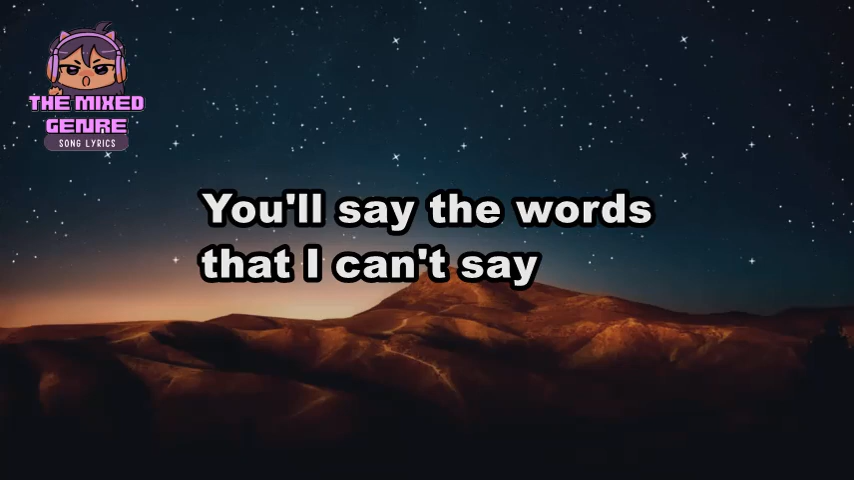 THE MIXED
GENRE
SONG LYRICS
You'll say the words
that I can't say